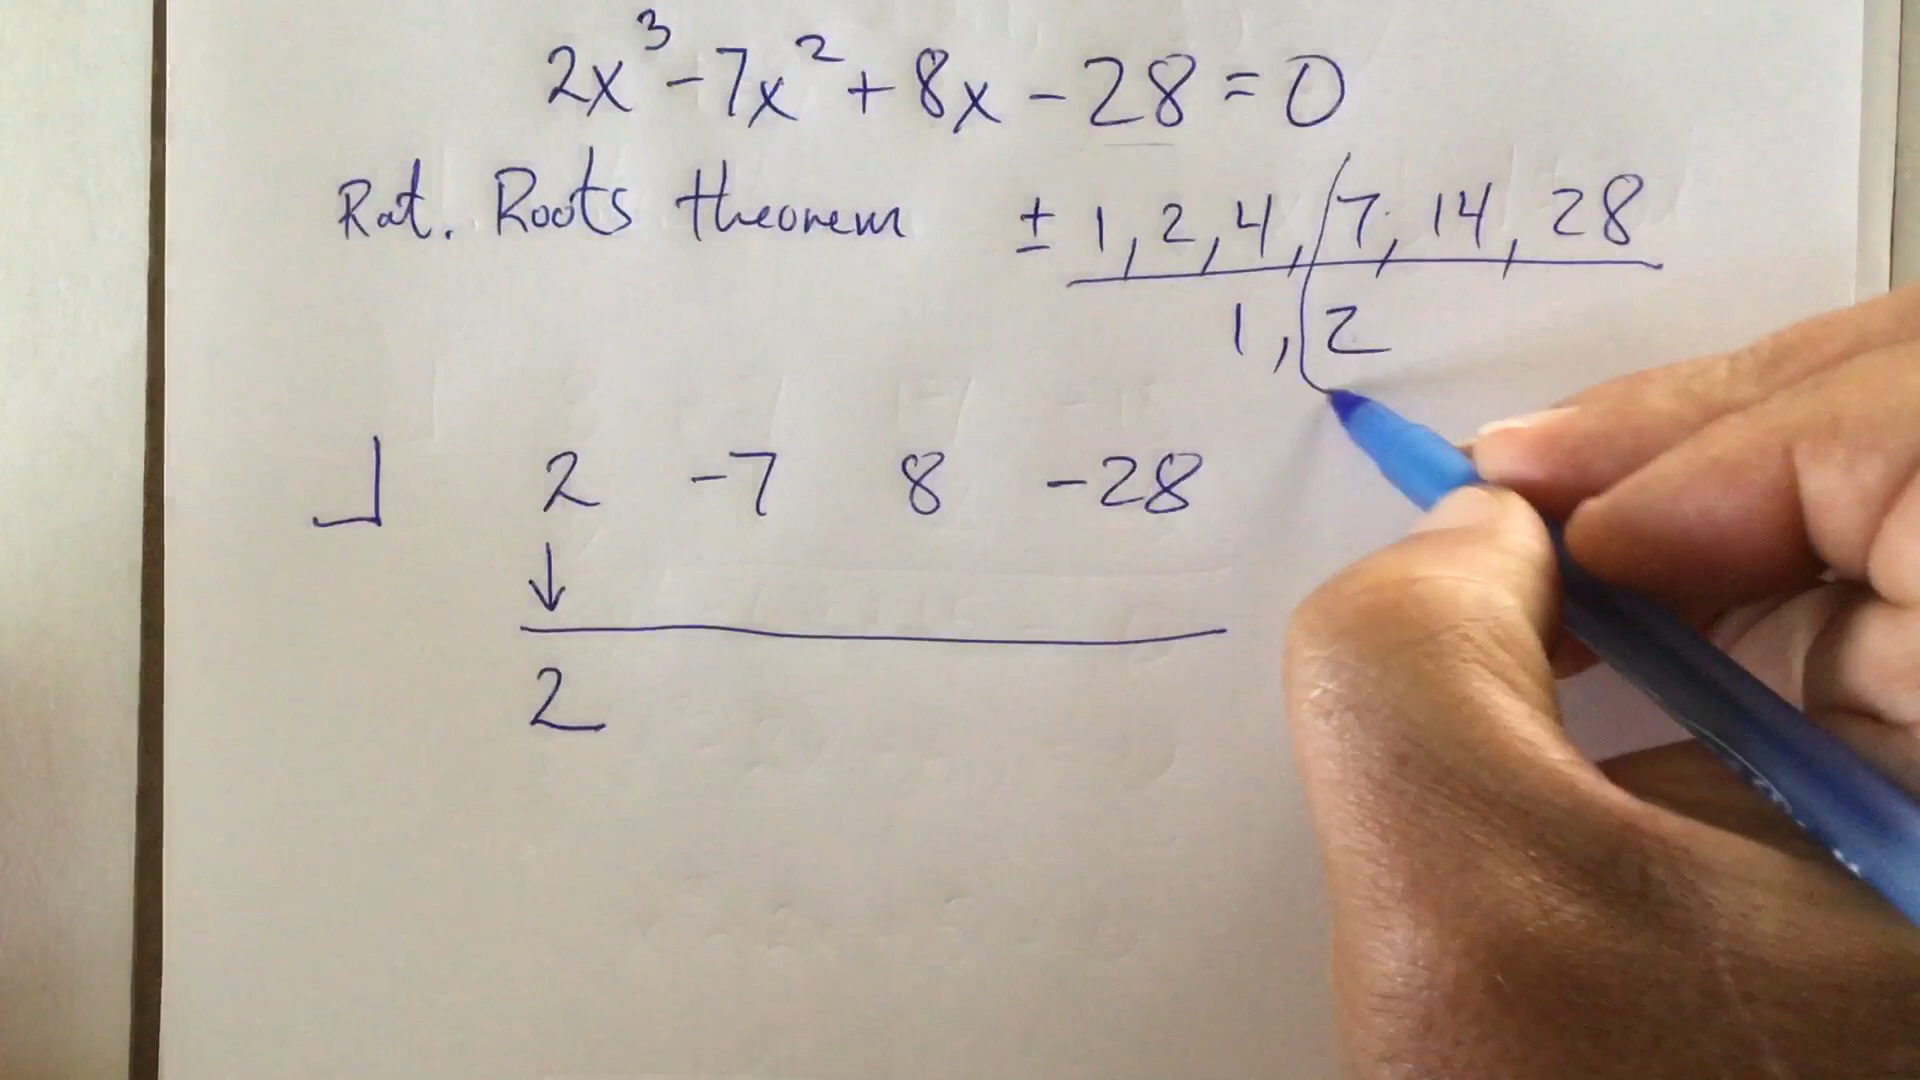 2x³ - 7x² + 8x - 28 = 0
Rat. Roots theorem ± 1, 2, 4, 7, 14, 28
1, 2
2 -7 8 -28
↓
2